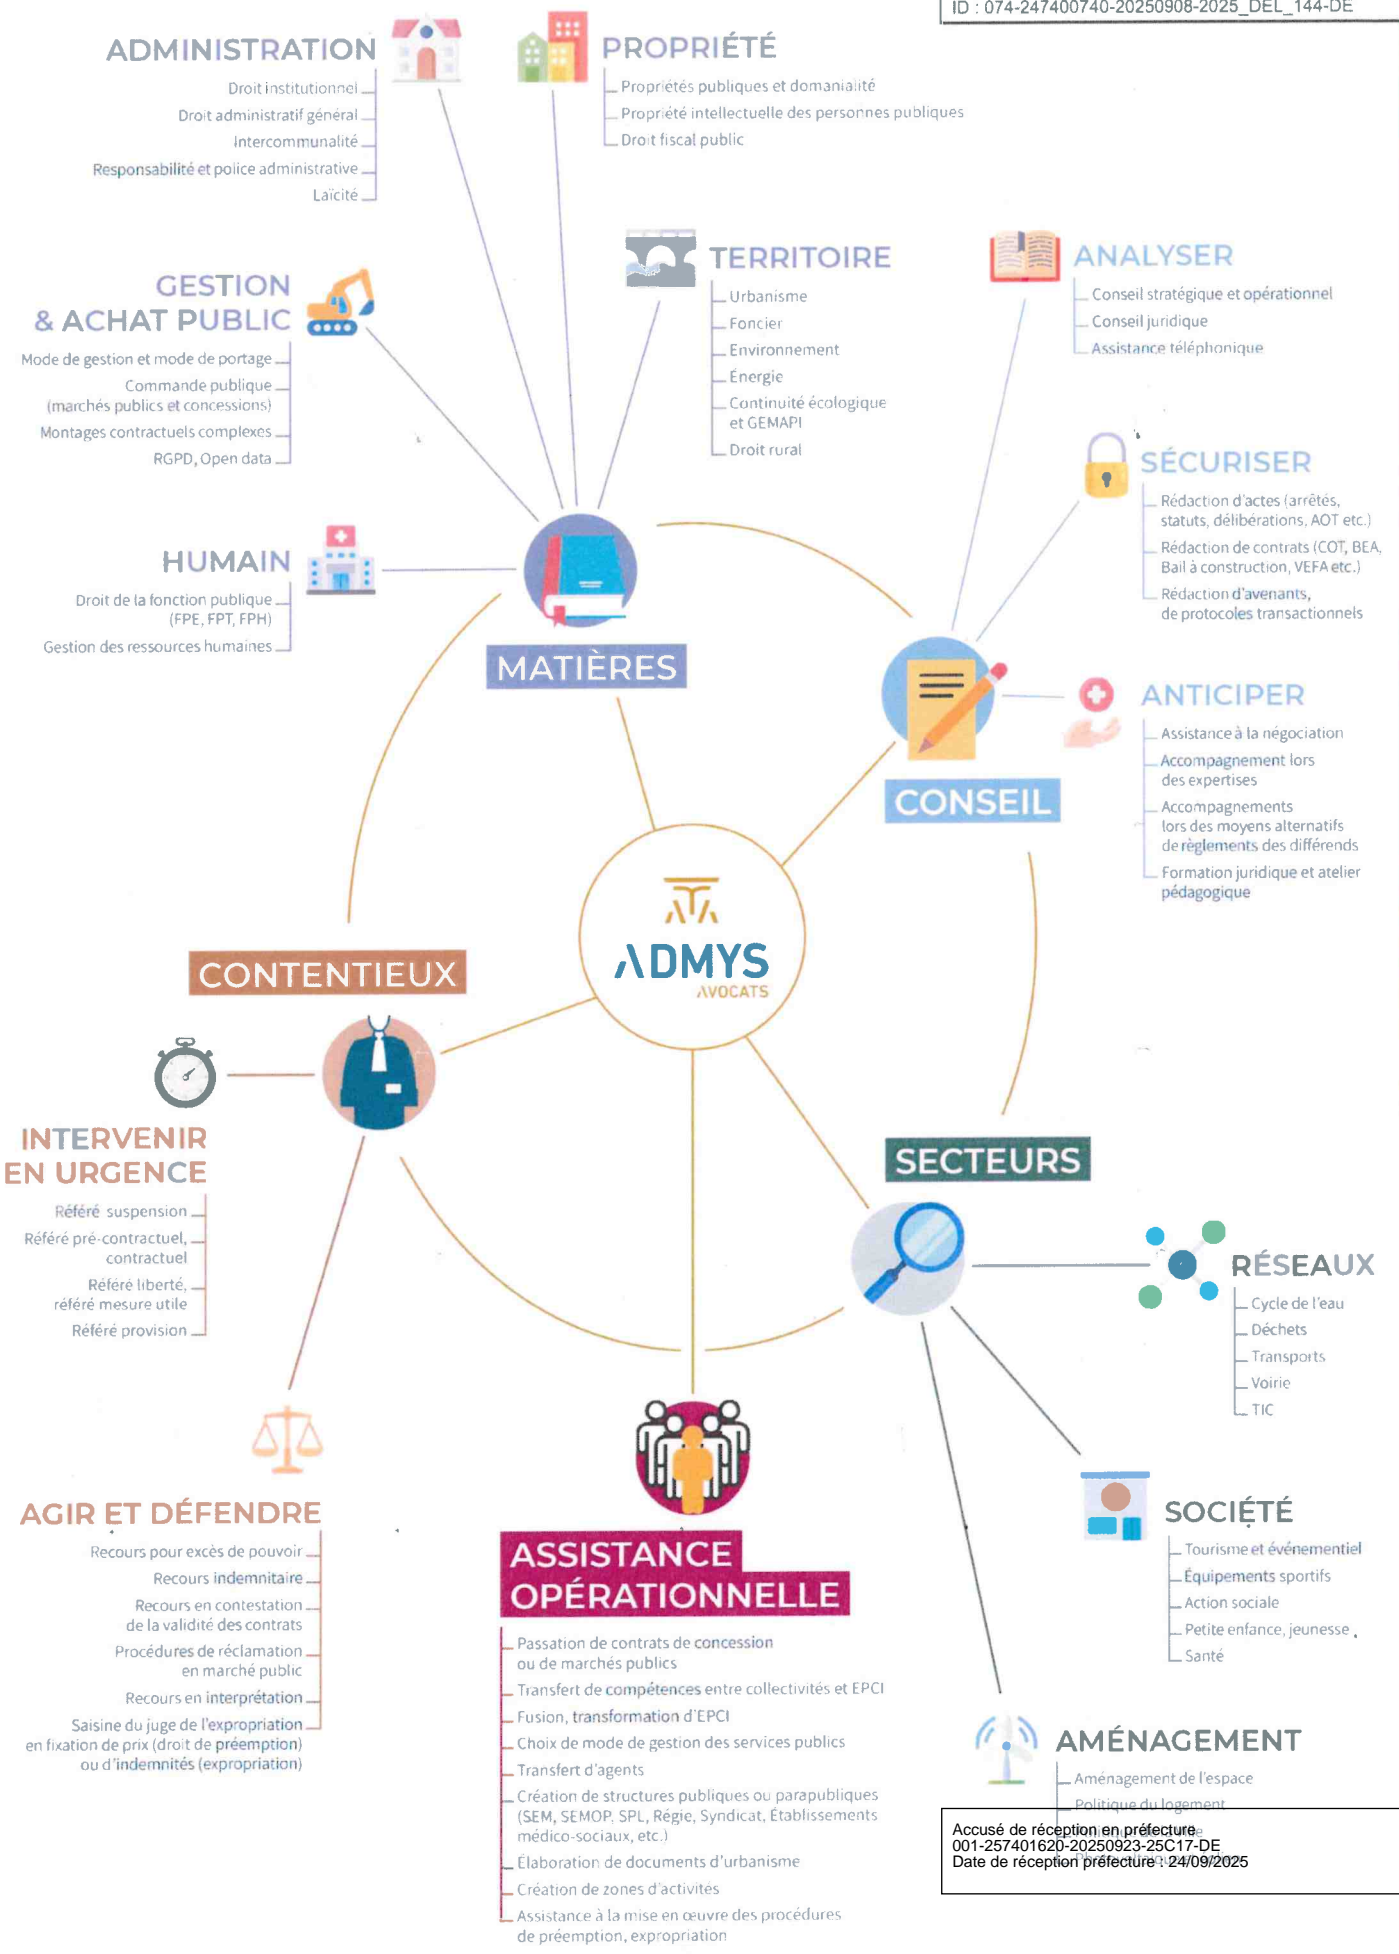 ID : 074-247400740-20250908-2025_DEL_144-DE
ADMINISTRATION
Droit institutionnel
Droit administratif général
Intercommunalité
Responsabilité et police administrative
Laïcité
PROPRIÉTÉ
Propriétés publiques et domanialité
Propriété intellectuelle des personnes publiques
Droit fiscal public
GESTION
& ACHAT PUBLIC
Mode de gestion et mode de portage
Commande publique
(marchés publics et concessions)
Montages contractuels complexes
RGPD, Open data
TERRITOIRE
Urbanisme
Foncier
Environnement
Énergie
Continuité écologique
et GEMAPI
Droit rural
ANALYSER
Conseil stratégique et opérationnel
Conseil juridique
Assistance téléphonique
SÉCURISER
Rédaction d'actes (arrêtés,
statuts, délibérations, AOT etc.)
Rédaction de contrats (COT, BEA,
Bail à construction, VEFA etc.)
Rédaction d'avenants,
de protocoles transactionnels
HUMAIN
Droit de la fonction publique
(FPE, FPT, FPH)
Gestion des ressources humaines
MATIÈRES
ANTICIPER
Assistance à la négociation
Accompagnement lors
des expertises
Accompagnements
lors des moyens alternatifs
de règlements des différends
Formation juridique et atelier
pédagogique
CONSEIL
ADMYS
AVOCATS
CONTENTIEUX
INTERVENIR
EN URGENCE
Référé suspension
Référé pré-contractuel,
contractuel
Référé liberté,
référé mesure utile
Référé provision
SECTEURS
RÉSEAUX
Cycle de l'eau
Déchets
Transports
Voirie
TIC
AGIR ET DÉFENDRE
Recours pour excès de pouvoir
Recours indemnitaire
Recours en contestation
de la validité des contrats
Procédures de réclamation
en marché public
Recours en interprétation
Saisine du juge de l'expropriation
en fixation de prix (droit de préemption)
ou d'indemnités (expropriation)
ASSISTANCE
OPÉRATIONNELLE
Passation de contrats de concession
ou de marchés publics
Transfert de compétences entre collectivités et EPCI
Fusion, transformation d'EPCI
Choix de mode de gestion des services publics
Transfert d'agents
Création de structures publiques ou parapubliques
(SEM, SEMOP, SPL, Régie, Syndicat, Établissements
médico-sociaux, etc.)
Élaboration de documents d'urbanisme
Création de zones d'activités
Assistance à la mise en œuvre des procédures
de préemption, expropriation
SOCIÉTÉ
Tourisme et événementiel
Équipements sportifs
Action sociale
Petite enfance, jeunesse
Santé
AMÉNAGEMENT
Aménagement de l'espace
Politique du logement
Accusé de réception en préfecture
001-257401620-20250923-25C17-DE
Date de réception préfecture : 24/09/2025